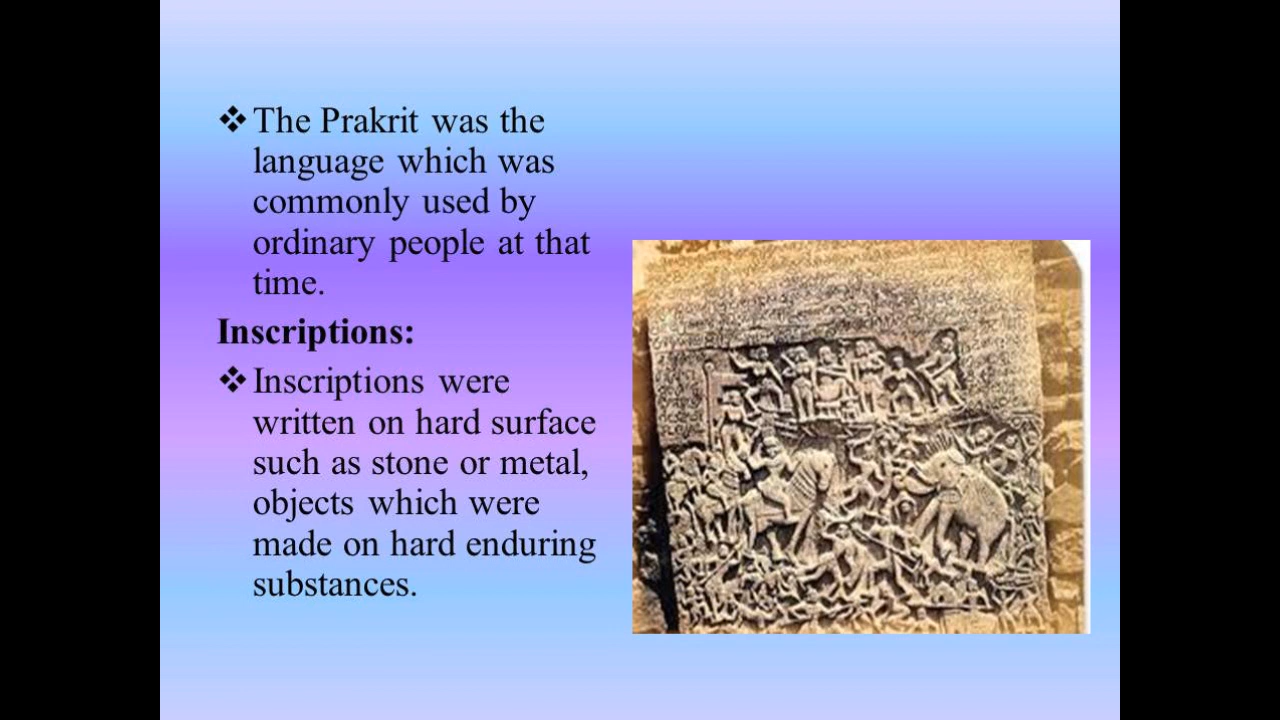 ❖ The Prakrit was the
language which was
commonly used by
ordinary people at that
time.
Inscriptions:
❖ Inscriptions were
written on hard surface
such as stone or metal,
objects which were
made on hard enduring
substances.